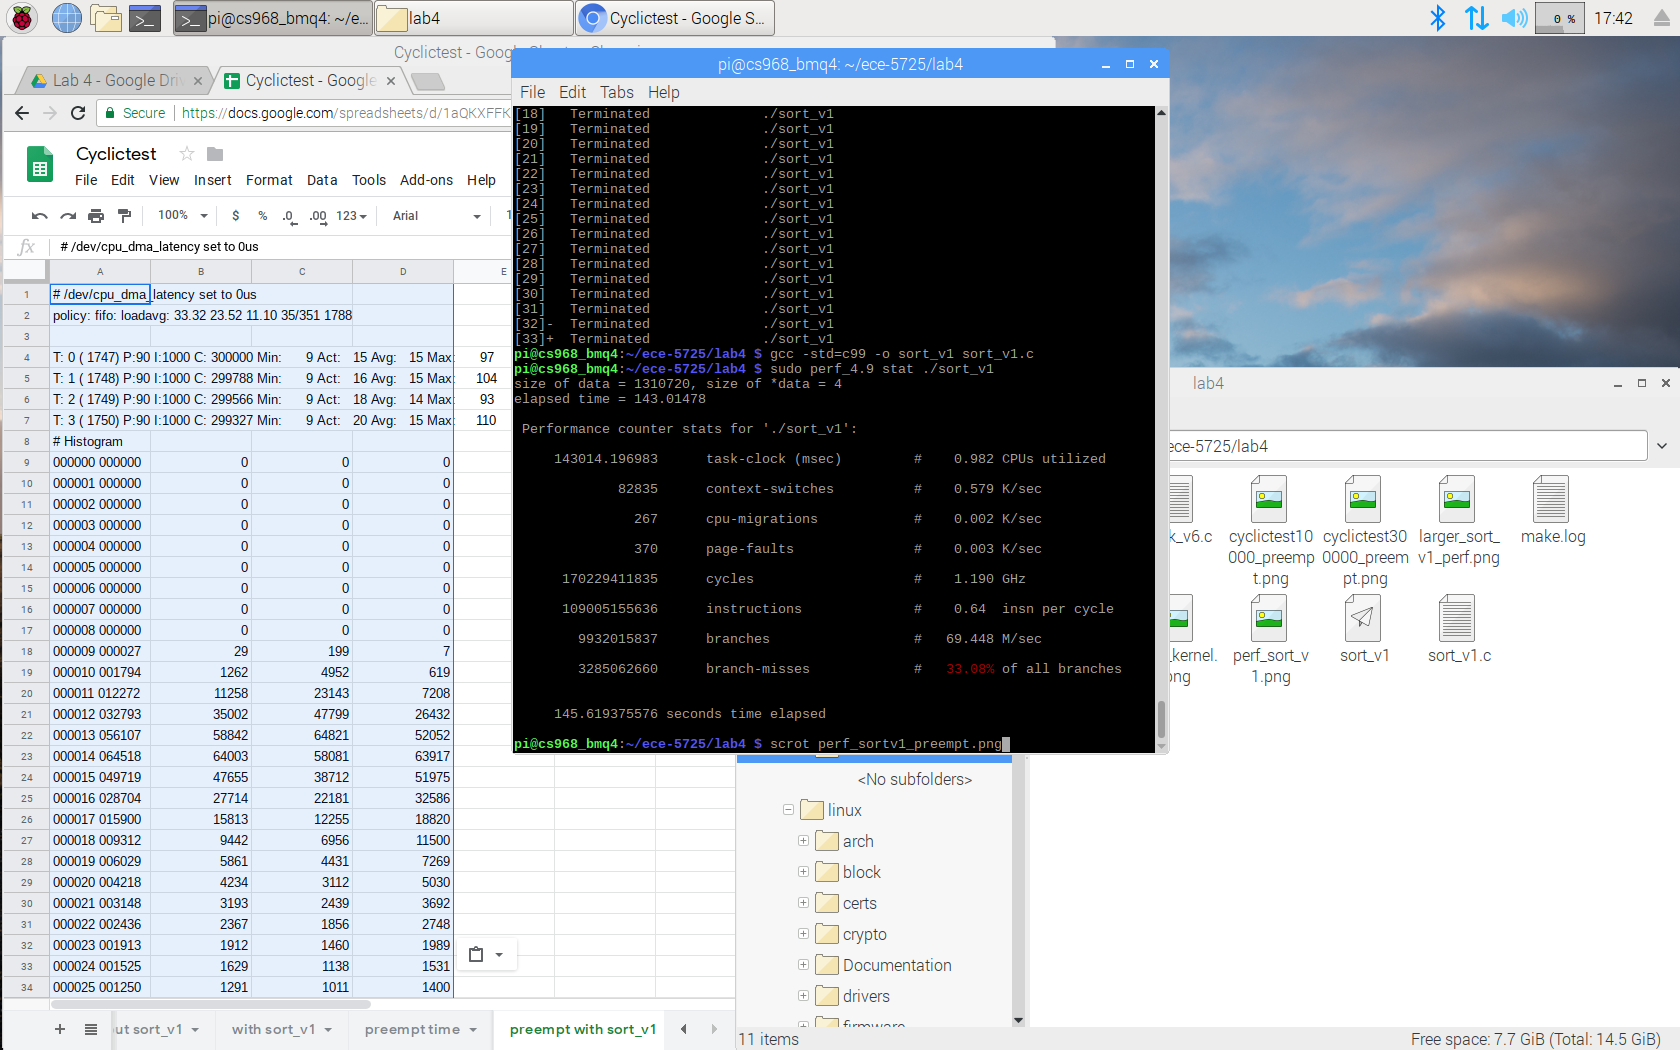 pi@cs968_bmq4: ~/e...
lab4
Cyclictest - Google S...
0 %
17:42
Cyclictest - Goog
Lab 4 - Google Driv
Cyclictest - Google
Secure
https://docs.google.com/spreadsheets/d/1aQKXFFK
Cyclictest
File Edit View Insert Format Data Tools Add-ons Help
100% $ % .0 .00 123 Arial 1
fx # /dev/cpu_dma_latency set to 0us
A B C D E
1 # /dev/cpu_dma_latency set to 0us
2 policy: fifo: loadavg: 33.32 23.52 11.10 35/351 1788
3
4 T: 0 ( 1747) P:90 I:1000 C: 300000 Min: 9 Act: 15 Avg: 15 Max: 97
5 T: 1 ( 1748) P:90 I:1000 C: 299788 Min: 9 Act: 16 Avg: 15 Max: 104
6 T: 2 ( 1749) P:90 I:1000 C: 299566 Min: 9 Act: 18 Avg: 14 Max: 93
7 T: 3 ( 1750) P:90 I:1000 C: 299327 Min: 9 Act: 20 Avg: 15 Max: 110
8 # Histogram
9 000000 000000 0 0 0
10 000001 000000 0 0 0
11 000002 000000 0 0 0
12 000003 000000 0 0 0
13 000004 000000 0 0 0
14 000005 000000 0 0 0
15 000006 000000 0 0 0
16 000007 000000 0 0 0
17 000008 000000 0 0 0
18 000009 000027 29 199 7
19 000010 001794 1262 4952 619
20 000011 012272 11258 23143 7208
21 000012 032793 35002 47799 26432
22 000013 056107 58842 64821 52052
23 000014 064518 64003 58081 63917
24 000015 049719 47655 38712 51975
25 000016 028704 27714 22181 32586
26 000017 015900 15813 12255 18820
27 000018 009312 9442 6956 11500
28 000019 006029 5861 4431 7269
29 000020 004218 4234 3112 5030
30 000021 003148 3193 2439 3692
31 000022 002436 2367 1856 2748
32 000023 001913 1912 1460 1989
33 000024 001525 1629 1138 1531
34 000025 001250 1291 1011 1400
ut sort_v1
with sort_v1
preempt time
preempt with sort_v1
pi@cs968_bmq4: ~/ece-5725/lab4
File Edit Tabs Help
[18] Terminated ./sort_v1
[19] Terminated ./sort_v1
[20] Terminated ./sort_v1
[21] Terminated ./sort_v1
[22] Terminated ./sort_v1
[23] Terminated ./sort_v1
[24] Terminated ./sort_v1
[25] Terminated ./sort_v1
[26] Terminated ./sort_v1
[27] Terminated ./sort_v1
[28] Terminated ./sort_v1
[29] Terminated ./sort_v1
[30] Terminated ./sort_v1
[31] Terminated ./sort_v1
[32]- Terminated ./sort_v1
[33]+ Terminated ./sort_v1
pi@cs968_bmq4:~/ece-5725/lab4 $ gcc -std=c99 -o sort_v1 sort_v1.c
pi@cs968_bmq4:~/ece-5725/lab4 $ sudo perf_4.9 stat ./sort_v1
size of data = 1310720, size of *data = 4
elapsed time = 143.01478
Performance counter stats for './sort_v1':
143014.196983 task-clock (msec) # 0.982 CPUs utilized
82835 context-switches # 0.579 K/sec
267 cpu-migrations # 0.002 K/sec
370 page-faults # 0.003 K/sec
170229411835 cycles # 1.190 GHz
109005155636 instructions # 0.64 insn per cycle
9932015837 branches # 69.448 M/sec
3285062660 branch-misses # 33.08% of all branches
145.619375576 seconds time elapsed
pi@cs968_bmq4:~/ece-5725/lab4 $ scrot perf_sortv1_preempt.png
lab4
ece-5725/lab4
k_v6.c
cyclictest10
000_preemp
t.png
cyclictest30
0000_preem
pt.png
larger_sort_
v1_perf.png
make.log
_kernel.
png
perf_sort_v
1.png
sort_v1
sort_v1.c
<No subfolders>
linux
arch
block
certs
crypto
Documentation
drivers
firmware
11 items
Free space: 7.7 GiB (Total: 14.5 GiB)